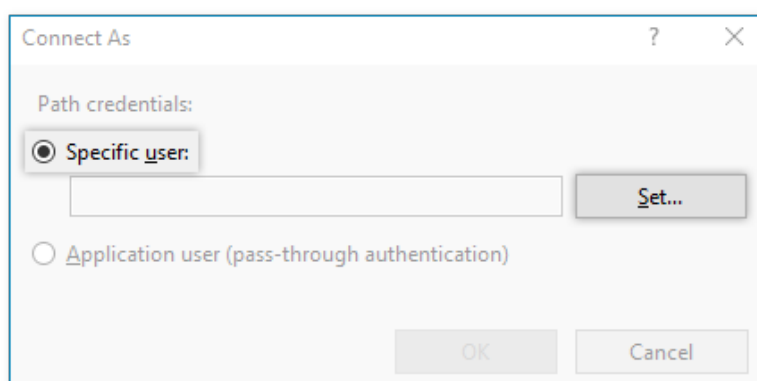 Connect As ?
Path credentials:
Specific user:
Set...
Application user (pass-through authentication)
OK Cancel